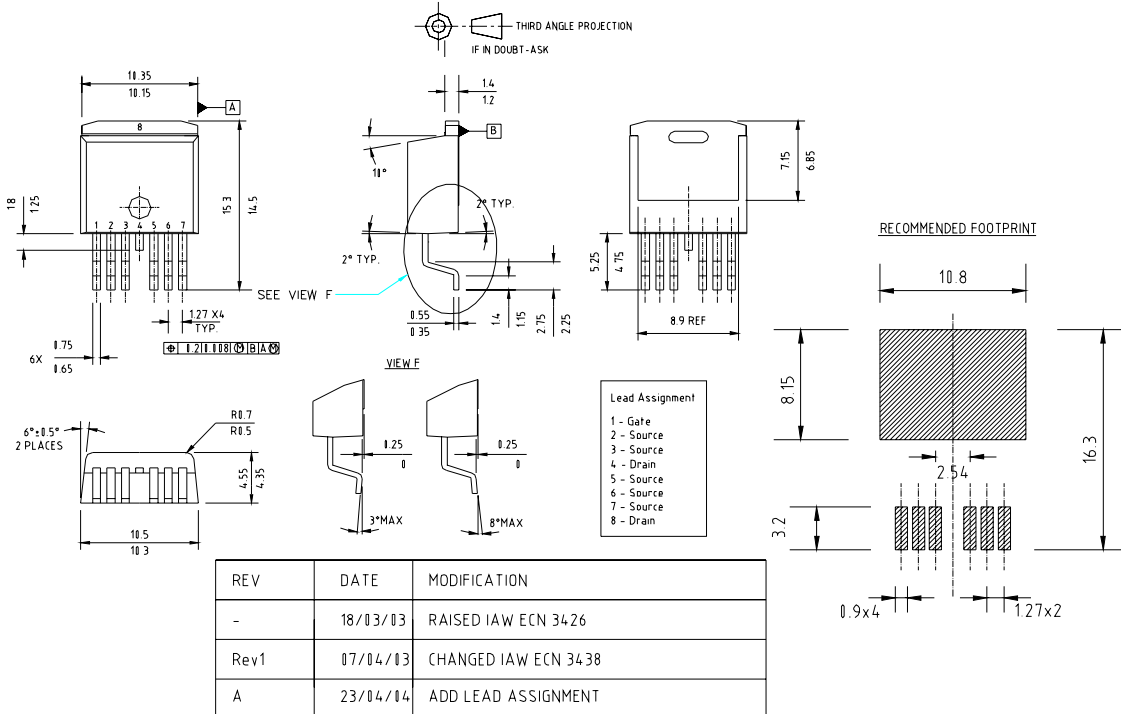 THIRD ANGLE PROJECTION
IF IN DOUBT-ASK
10.35
10.15
A
8
1.4
1.2
B
10°
7.15
6.85
18
1.25
15.3
14.5
1 2 3 4 5 6 7
2° TYP.
2° TYP.
SEE VIEW F
5.25
4.75
RECOMMENDED FOOTPRINT
10.8
0.55
0.35
1.4
1.15
2.75
2.25
8.9 REF
1.27 X4
TYP.
0.75
6X
0.65
0.2 0.008 M B A M
VIEW F
8.15
16.3
2.54
3.2
0.9x4
1.27x2
6°±0.5°
2 PLACES
R0.7
R0.5
4.55
4.35
10.5
10.3
0.25
0
3°MAX
0.25
0
8°MAX
Lead Assignment
1 - Gate
2 - Source
3 - Source
4 - Drain
5 - Source
6 - Source
7 - Source
8 - Drain
REV DATE MODIFICATION
- 18/03/03 RAISED IAW ECN 3426
Rev1 07/04/03 CHANGED IAW ECN 3438
A 23/04/04 ADD LEAD ASSIGNMENT